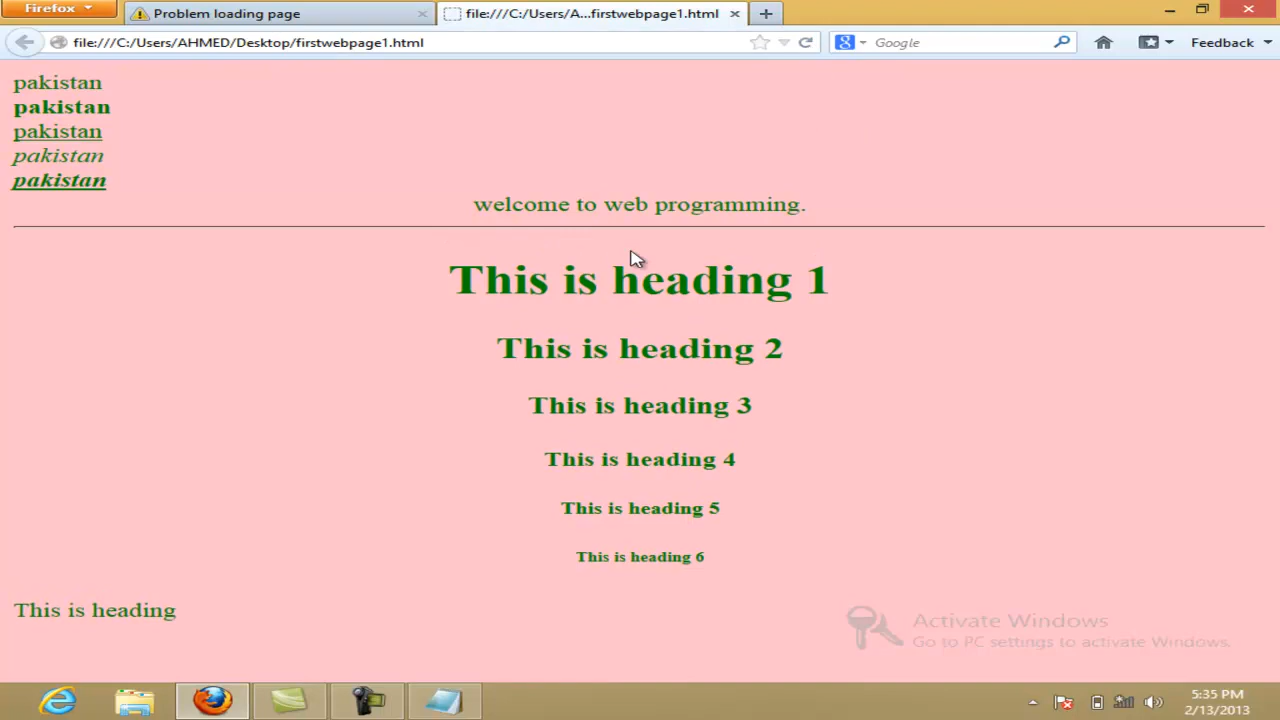 Firefox
Problem loading page
file:///C:/Users/A...firstwebpage1.html
file:///C:/Users/AHMED/Desktop/firstwebpage1.html
Google
Feedback
pakistan
pakistan
pakistan
pakistan
pakistan
welcome to web programming.
This is heading 1
This is heading 2
This is heading 3
This is heading 4
This is heading 5
This is heading 6
This is heading
Activate Windows
Go to PC settings to activate Windows.
5:35 PM
2/13/2013